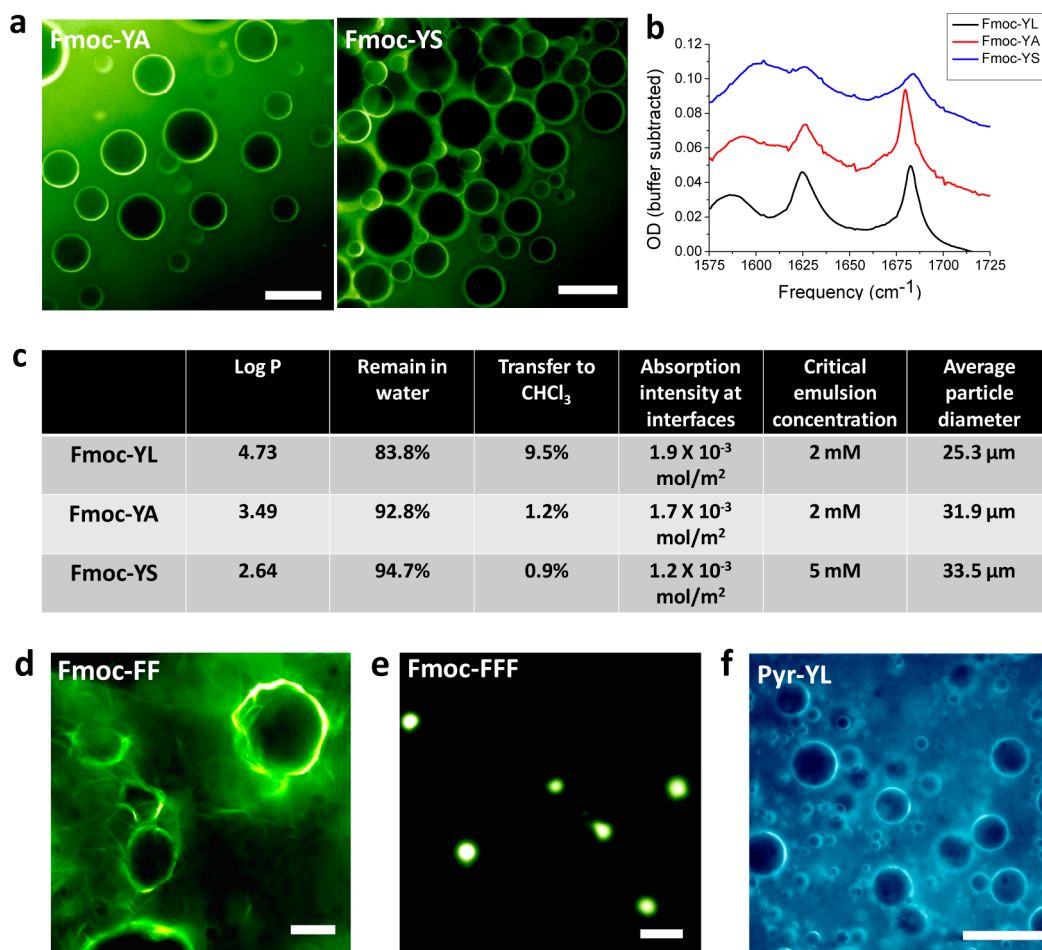 a
Fmoc-YA
Fmoc-YS
b
Fmoc-YL
Fmoc-YA
Fmoc-YS
0.12
0.10
0.08
0.06
0.04
0.02
0.00
OD (buffer subtracted)
1575 1600 1625 1650 1675 1700 1725
Frequency (cm-1)
c
Log P
Remain in water
Transfer to CHCl3
Absorption intensity at interfaces
Critical emulsion concentration
Average particle diameter
Fmoc-YL 4.73 83.8% 9.5% 1.9 X 10-3 mol/m2 2 mM 25.3 µm
Fmoc-YA 3.49 92.8% 1.2% 1.7 X 10-3 mol/m2 2 mM 31.9 µm
Fmoc-YS 2.64 94.7% 0.9% 1.2 X 10-3 mol/m2 5 mM 33.5 µm
d
Fmoc-FF
e
Fmoc-FFF
f
Pyr-YL